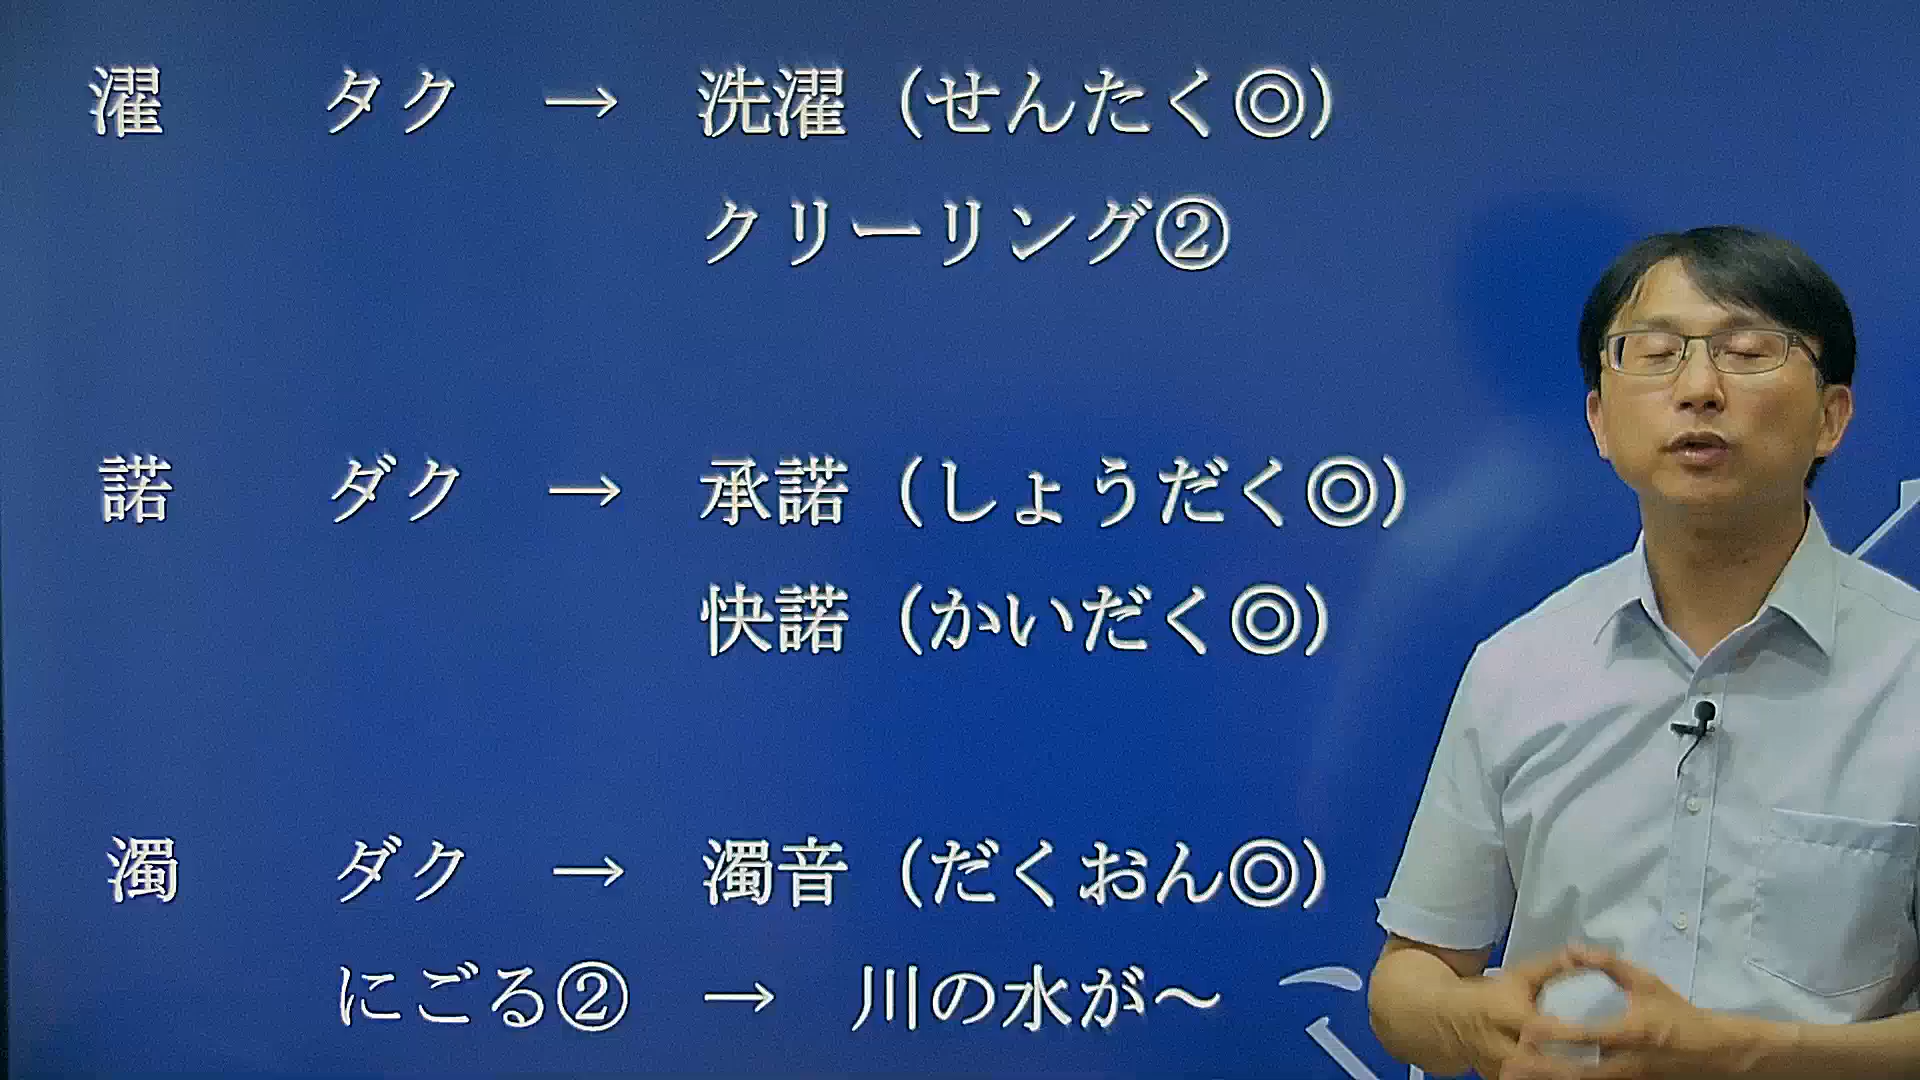 濯 タク → 洗濯（せんたく◎）
クリーリング②
諾 ダク → 承諾（しょうだく◎）
快諾（かいだく◎）
濁 ダク → 濁音（だくおん◎）
にごる② → 川の水が～